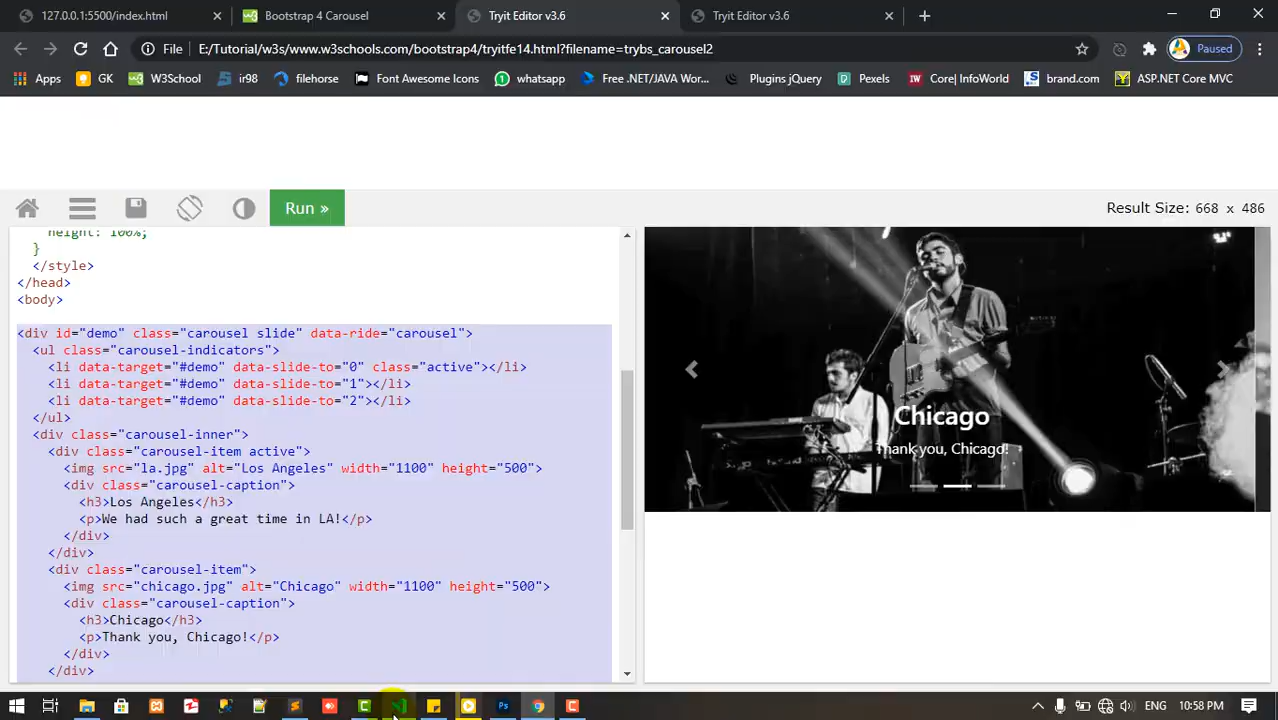 127.0.0.1:5500/index.html
Bootstrap 4 Carousel
Tryit Editor v3.6
Tryit Editor v3.6
File
E:/Tutorial/w3s/www.w3schools.com/bootstrap4/tryitfe14.html?filename=trybs_carousel2
Paused
Apps
GK
W3School
ir98
filehorse
Font Awesome Icons
whatsapp
Free .NET/JAVA Wor...
Plugins jQuery
Pexels
Core| InfoWorld
brand.com
ASP.NET Core MVC
Run »
Result Size: 668 x 486
height: 100%;
}
</style>
</head>
<body>
<div id="demo" class="carousel slide" data-ride="carousel">
<ul class="carousel-indicators">
<li data-target="#demo" data-slide-to="0" class="active"></li>
<li data-target="#demo" data-slide-to="1"></li>
<li data-target="#demo" data-slide-to="2"></li>
</ul>
<div class="carousel-inner">
<div class="carousel-item active">
<img src="la.jpg" alt="Los Angeles" width="1100" height="500">
<div class="carousel-caption">
<h3>Los Angeles</h3>
<p>We had such a great time in LA!</p>
</div>
</div>
<div class="carousel-item">
<img src="chicago.jpg" alt="Chicago" width="1100" height="500">
<div class="carousel-caption">
<h3>Chicago</h3>
<p>Thank you, Chicago!</p>
</div>
</div>
Chicago
Thank you, Chicago!
ENG
10:58 PM